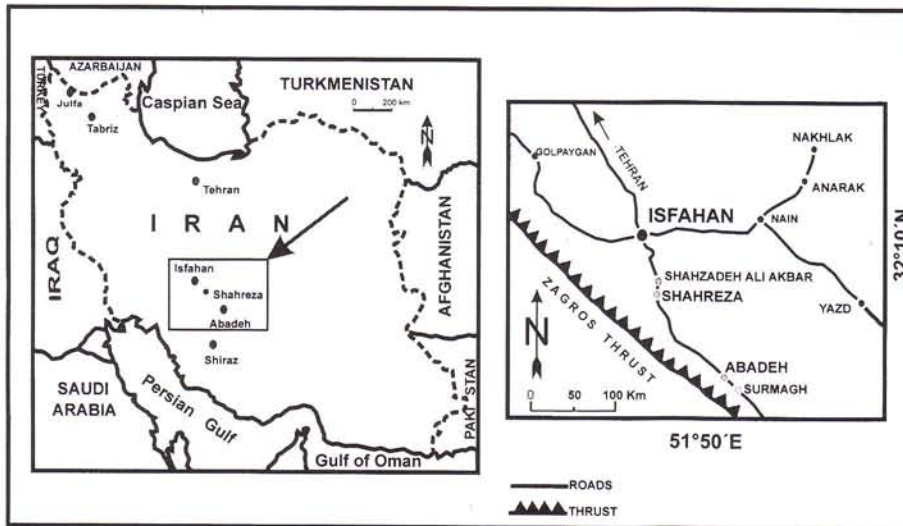 TURKEY
AZARBAIJAN
Julfa
Tabriz
Caspian Sea
TURKMENISTAN
0 200 km
N
Tehran
I R A N
IRAQ
AFGHANISTAN
Isfahan
Shahreza
Abadeh
Shiraz
SAUDI
ARABIA
Persian Gulf
Gulf of Oman
PAKISTAN
GOLPAYGAN
TEHRAN
NAKHLAK
ANARAK
ISFAHAN
NAIN
SHAHZADEH ALI AKBAR
SHAHREZA
YAZD
ZAGROS THRUST
N
ABADEH
SURMAGH
0 50 100 Km
32°10´N
51°50´E
ROADS
THRUST